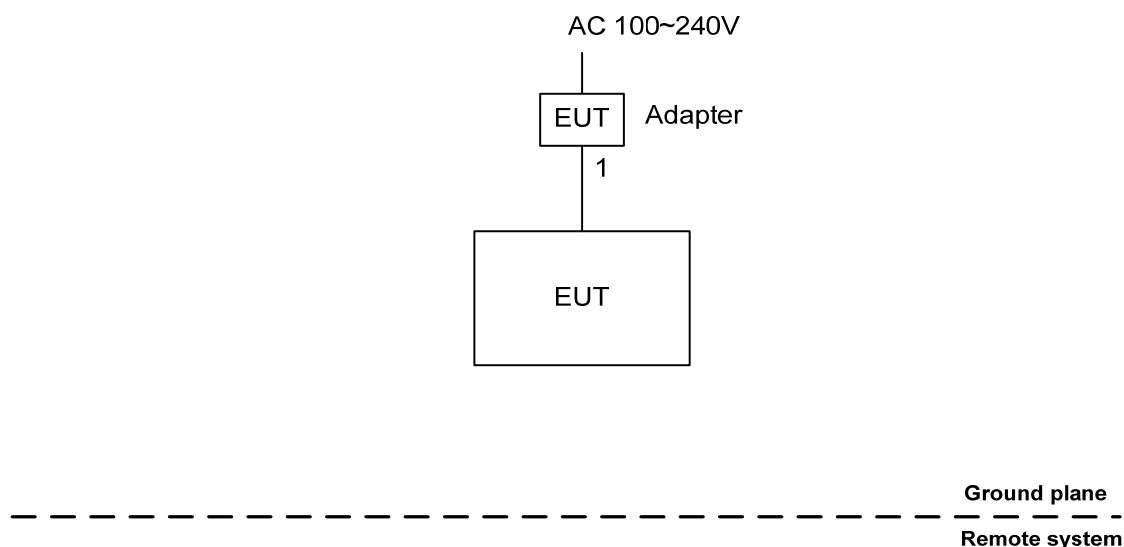 AC 100~240V
EUT
Adapter
1
EUT
Ground plane
Remote system